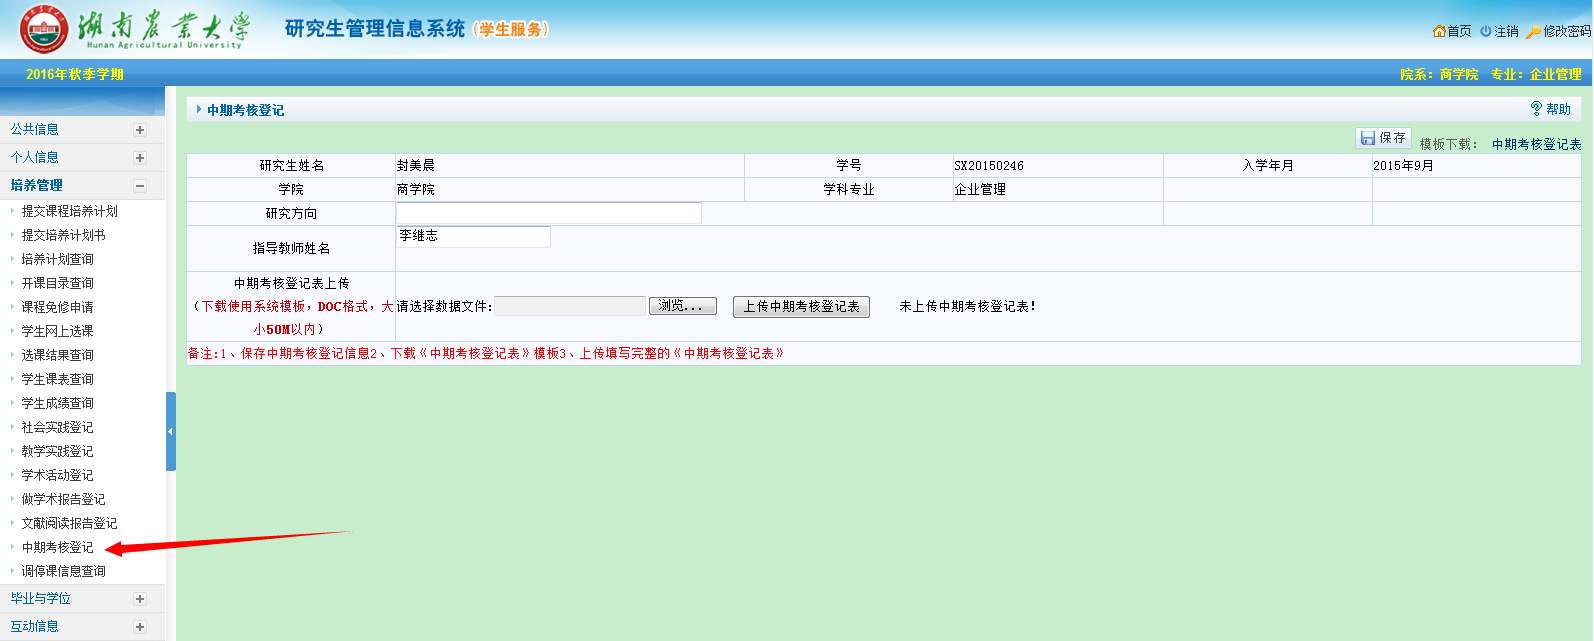 湖南农业大学
Hunan Agricultural University
研究生管理信息系统（学生服务）
首页 注销 修改密码
2016年秋季学期
院系：商学院 专业：企业管理
公共信息
个人信息
培养管理
提交课程培养计划
提交培养计划书
培养计划查询
开课目录查询
课程免修申请
学生网上选课
选课结果查询
学生课表查询
学生成绩查询
社会实践登记
教学实践登记
学术活动登记
做学术报告登记
文献阅读报告登记
中期考核登记
调停课信息查询
毕业与学位
互动信息
中期考核登记
帮助
保存 模板下载： 中期考核登记表
研究生姓名 封美晨 学号 SX20150246 入学年月 2015年9月
学院 商学院 学科专业 企业管理
研究方向
指导教师姓名 李继志
中期考核登记表上传
（下载使用系统模板，DOC格式，大
小50M以内）
请选择数据文件: 浏览... 上传中期考核登记表 未上传中期考核登记表!
备注:1、保存中期考核登记信息2、下载《中期考核登记表》模板3、上传填写完整的《中期考核登记表》